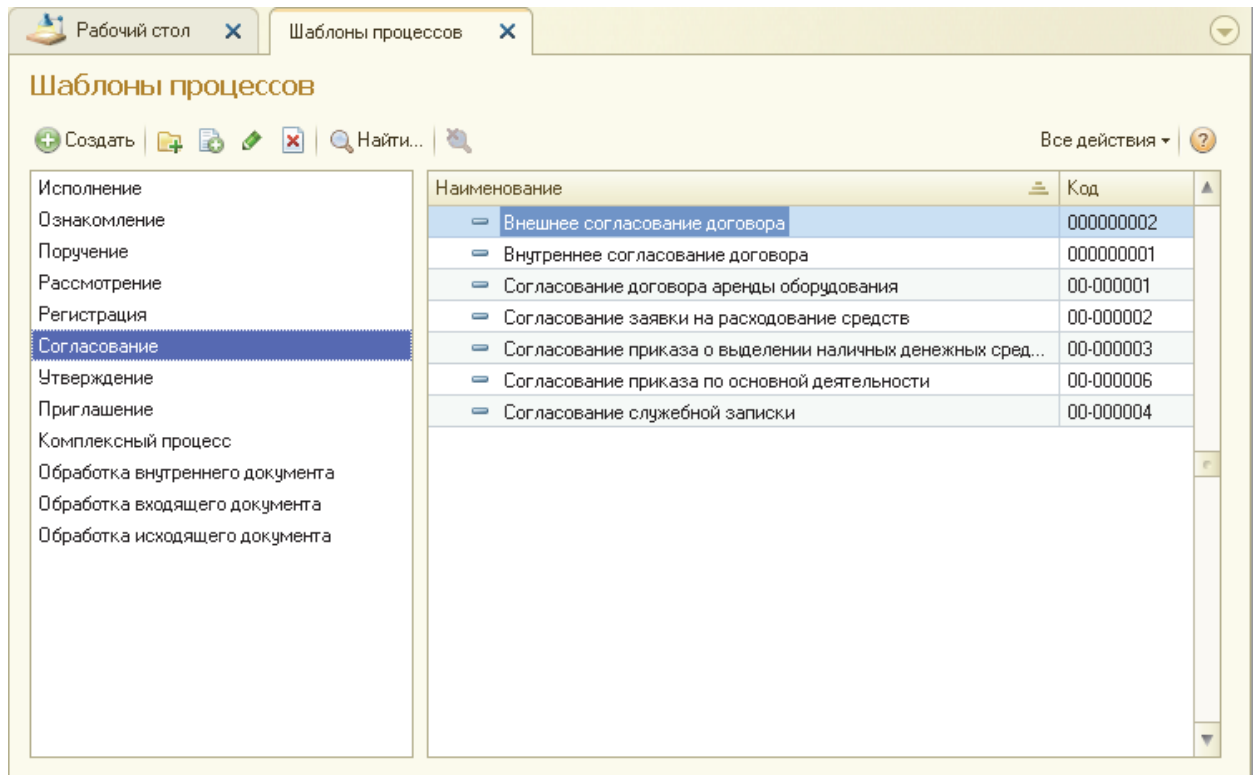 Рабочий стол
Шаблоны процессов
Шаблоны процессов
Создать
Найти...
Все действия
?
Исполнение
Ознакомление
Поручение
Рассмотрение
Регистрация
Согласование
Утверждение
Приглашение
Комплексный процесс
Обработка внутреннего документа
Обработка входящего документа
Обработка исходящего документа
Наименование Код
Внешнее согласование договора 000000002
Внутреннее согласование договора 000000001
Согласование договора аренды оборудования 00-000001
Согласование заявки на расходование средств 00-000002
Согласование приказа о выделении наличных денежных сред... 00-000003
Согласование приказа по основной деятельности 00-000006
Согласование служебной записки 00-000004